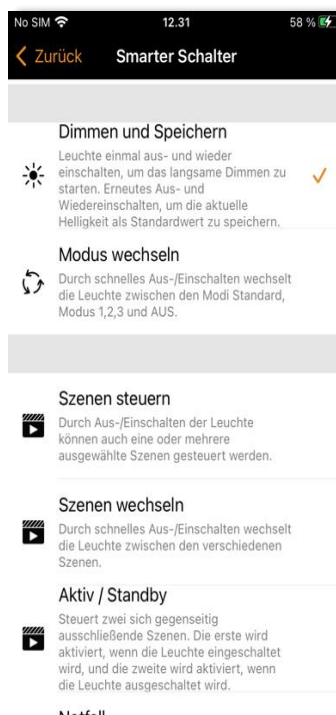 No SIM 12.31 58 %
Zurück Smarter Schalter
Dimmen und Speichern
Leuchte einmal aus- und wieder
einschalten, um das langsame Dimmen zu
starten. Erneutes Aus- und
Wiedereinschalten, um die aktuelle
Helligkeit als Standardwert zu speichern.
Modus wechseln
Durch schnelles Aus-/Einschalten wechselt
die Leuchte zwischen den Modi Standard,
Modus 1,2,3 und AUS.
Szenen steuern
Durch Aus-/Einschalten der Leuchte
können auch eine oder mehrere
ausgewählte Szenen gesteuert werden.
Szenen wechseln
Durch schnelles Aus-/Einschalten wechselt
die Leuchte zwischen den verschiedenen
Szenen.
Aktiv / Standby
Steuert zwei sich gegenseitig
ausschließende Szenen. Die erste wird
aktiviert, wenn die Leuchte eingeschaltet
wird, und die zweite wird aktiviert, wenn
die Leuchte ausgeschaltet wird.
Notfall